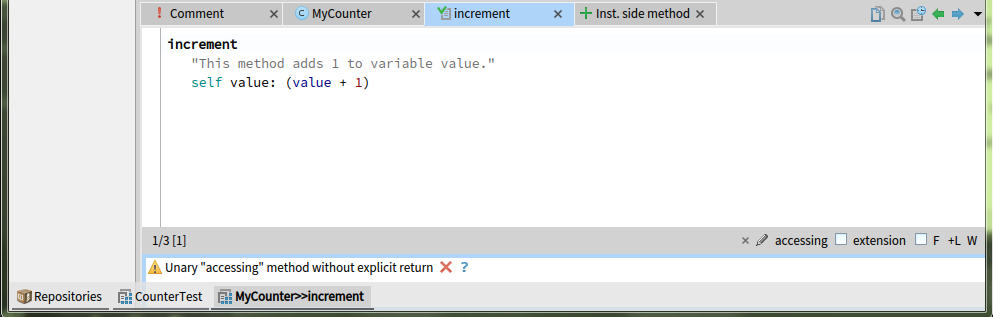 ! Comment × C MyCounter × increment × + Inst. side method ×
increment
"This method adds 1 to variable value."
self value: (value + 1)
1/3 [1] × accessing extension F +L W
Unary "accessing" method without explicit return ?
Repositories CounterTest MyCounter>>increment